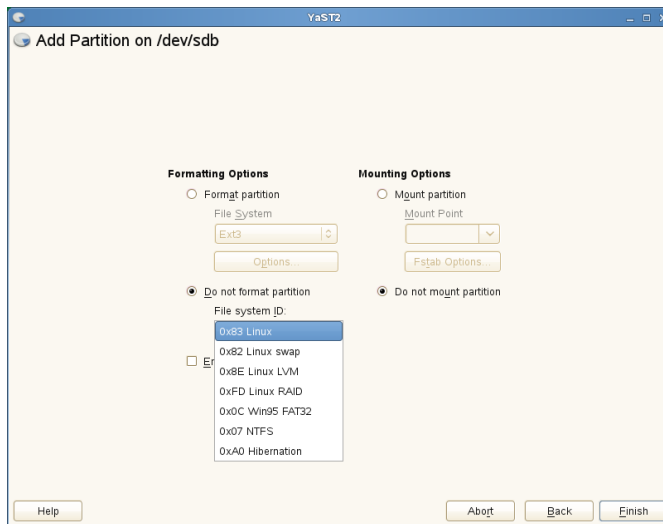 YaST2
Add Partition on /dev/sdb
Formatting Options
Format partition
File System
Ext3
Options...
Do not format partition
File system ID:
0x83 Linux
0x82 Linux swap
0x8E Linux LVM
0xFD Linux RAID
0x0C Win95 FAT32
0x07 NTFS
0xA0 Hibernation
Mounting Options
Mount partition
Mount Point
Fstab Options...
Do not mount partition
Help
Abort
Back
Finish